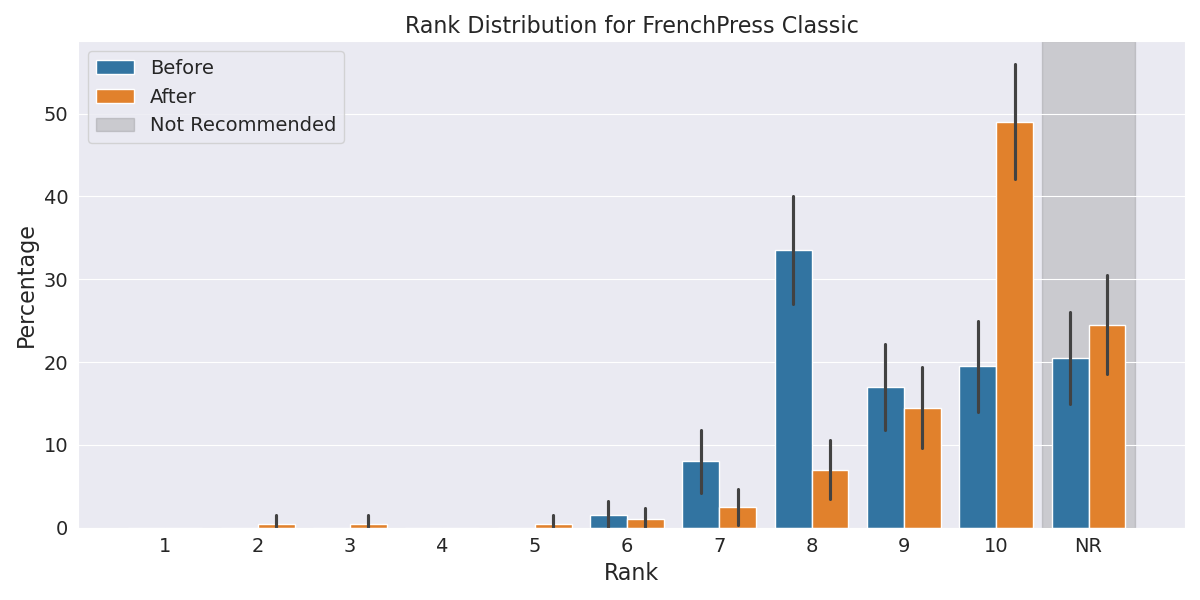 Rank Distribution for FrenchPress Classic
Before
After
Not Recommended
Percentage
50
40
30
20
10
0
1 2 3 4 5 6 7 8 9 10 NR
Rank